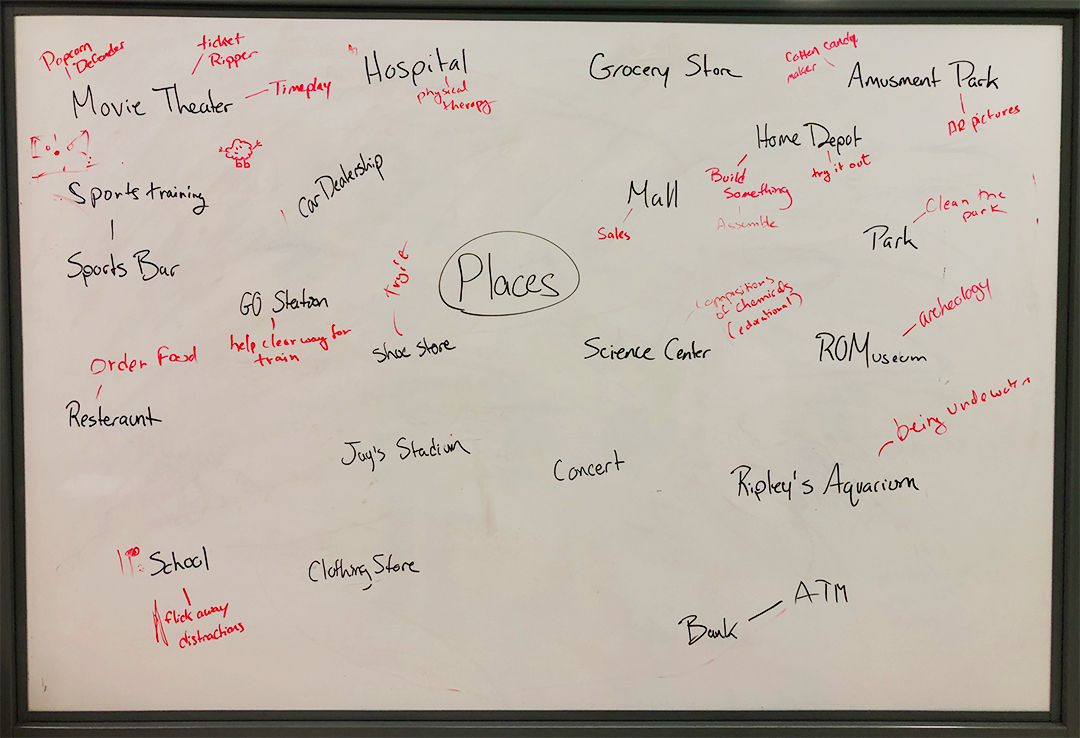 Popcorn
Defender
ticket
Ripper
Movie Theater
Timeplay
Hospital
physical
therapy
Grocery Store
Cotten candy
maker
Amusment Park
AR pictures
Home Depot
Build
Something
Assemble
try it out
Mall
Sales
Clean the
park
Park
Sports training
Sports Bar
Car Dealership
Places
GO Station
help clear way for
train
try it
Shoe Store
Compositions
of chemicals
(educational)
Science Center
archeology
ROMuseum
Order Food
Resteraunt
Jay's Stadium
Concert
being underwater
Ripley's Aquarium
School
flick away
distractions
Clothing Store
Bank
ATM